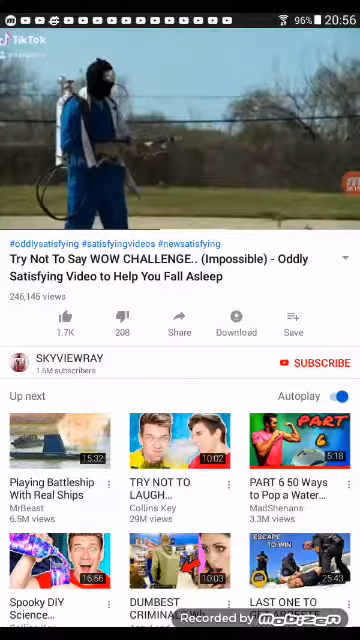 96% 20:56
TikTok
#oddlysatisfying #satisfyingvideos #newsatisfying
Try Not To Say WOW CHALLENGE.. (Impossible) - Oddly
Satisfying Video to Help You Fall Asleep
246,145 views
1.7K 208 Share Download Save
SKYVIEWRAY
1.6M subscribers
SUBSCRIBE
Up next Autoplay
15:32 10:02 PART 6 5:18
Playing Battleship
With Real Ships
MrBeast
6.5M views
TRY NOT TO
LAUGH...
Collins Key
29M views
PART 6 50 Ways
to Pop a Water...
MadShenans
3.3M views
16:56 10:03 ESCAPE TO WIN 25:43
Spooky DIY
Science...
DUMBEST
LAST ONE TO
Recorded by mobizen